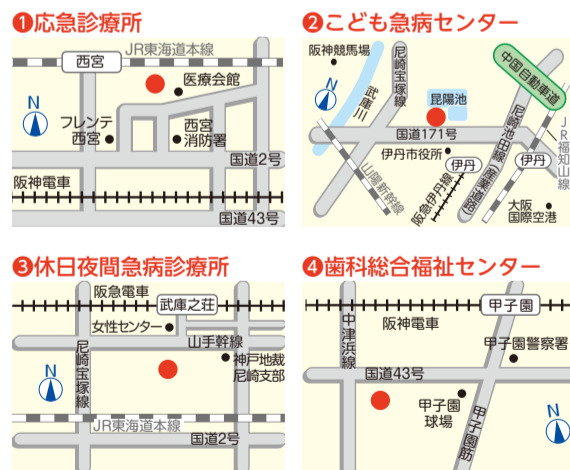 ❶応急診療所
JR東海道本線
西宮
医療会館
N
フレンテ
西宮
西宮
消防署
国道2号
阪神電車
国道43号
❷こども急病センター
阪神競馬場
尼崎宝塚線
中国自動車道
N
武庫川
昆陽池
尼崎池田線(産業道路)
JR福知山線
国道171号
伊丹市役所
伊丹
伊丹
山陽新幹線
阪急伊丹線
大阪
国際空港
❸休日夜間急病診療所
阪急電車
武庫之荘
女性センター
山手幹線
尼崎宝塚線
神戸地裁
尼崎支部
N
JR東海道本線
国道2号
❹歯科総合福祉センター
甲子園
中津浜線
阪神電車
甲子園警察署
国道43号
甲子園
球場
甲子園筋
N